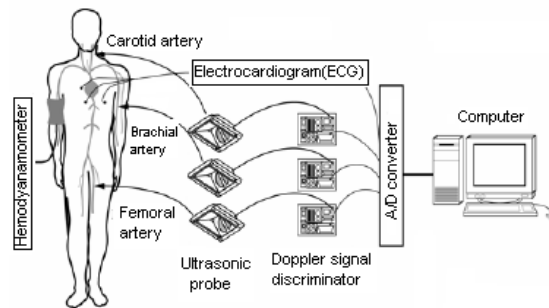 Carotid artery
Electrocardiogram(ECG)
Hemodyanamometer
Brachial
artery
Femoral
artery
Ultrasonic
probe
Doppler signal
discriminator
A/D converter
Computer